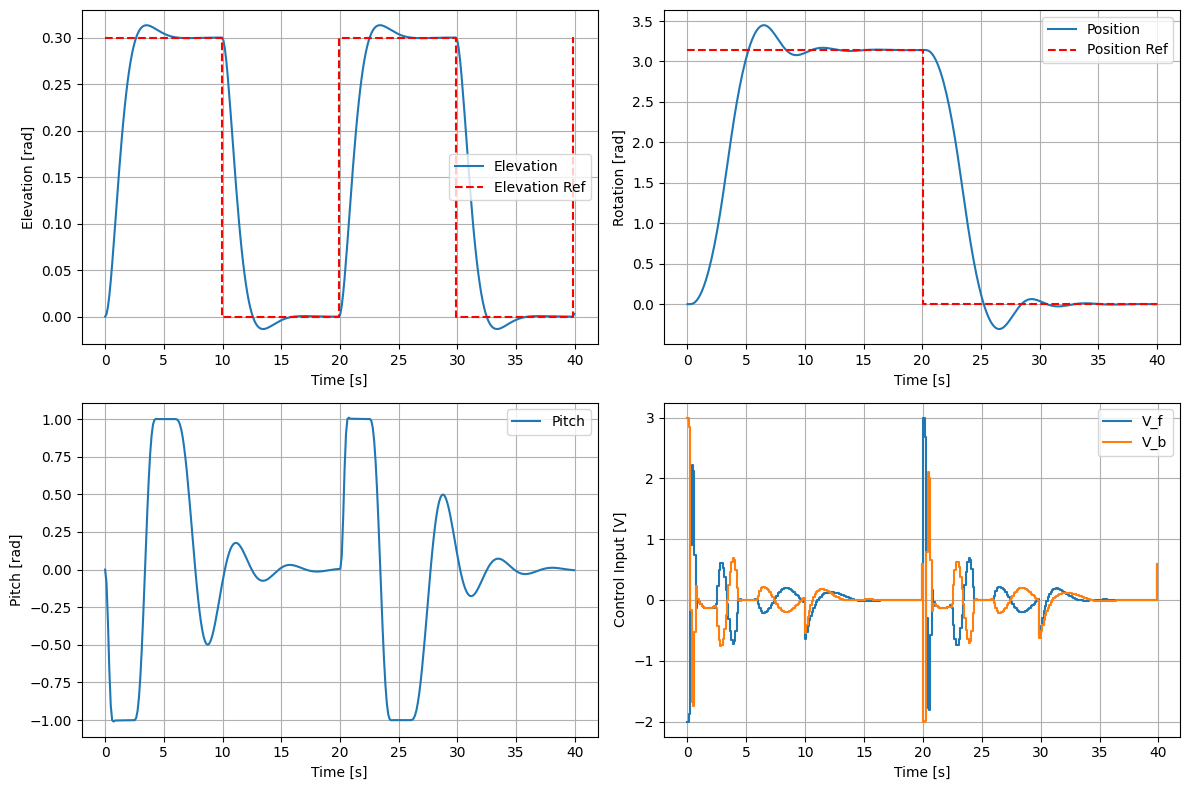 Elevation [rad]
0.30
0.25
0.20
0.15
0.10
0.05
0.00
Elevation
Elevation Ref
0 5 10 15 20 25 30 35 40
Time [s]
Rotation [rad]
3.5
3.0
2.5
2.0
1.5
1.0
0.5
0.0
Position
Position Ref
0 5 10 15 20 25 30 35 40
Time [s]
Pitch [rad]
1.00
0.75
0.50
0.25
0.00
−0.25
−0.50
−0.75
−1.00
Pitch
0 5 10 15 20 25 30 35 40
Time [s]
Control Input [V]
3
2
1
0
−1
−2
V_f
V_b
0 5 10 15 20 25 30 35 40
Time [s]